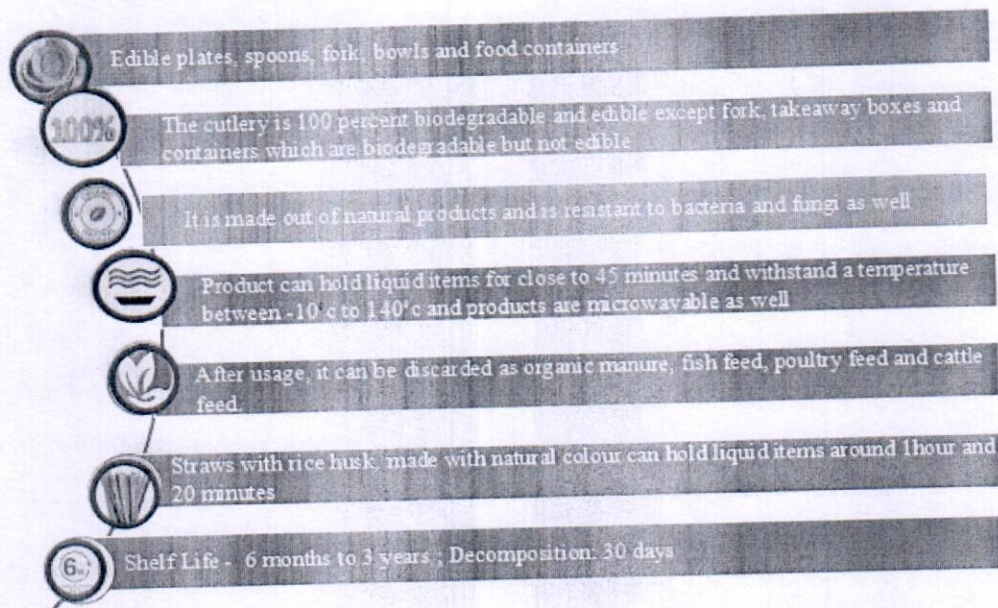 Edible plates, spoons, fork, bowls and food containers
100%
The cutlery is 100 percent biodegradable and edible except fork, takeaway boxes and
containers which are biodegradable but not edible
It is made out of natural products and is resistant to bacteria and fungi as well
Product can hold liquid items for close to 45 minutes and withstand a temperature
between -10°c to 140°c and products are microwavable as well
After usage, it can be discarded as organic manure, fish feed, poultry feed and cattle
feed.
Straws with rice husk, made with natural colour can hold liquid items around 1hour and
20 minutes
6
Shelf Life - 6 months to 3 years ; Decomposition: 30 days